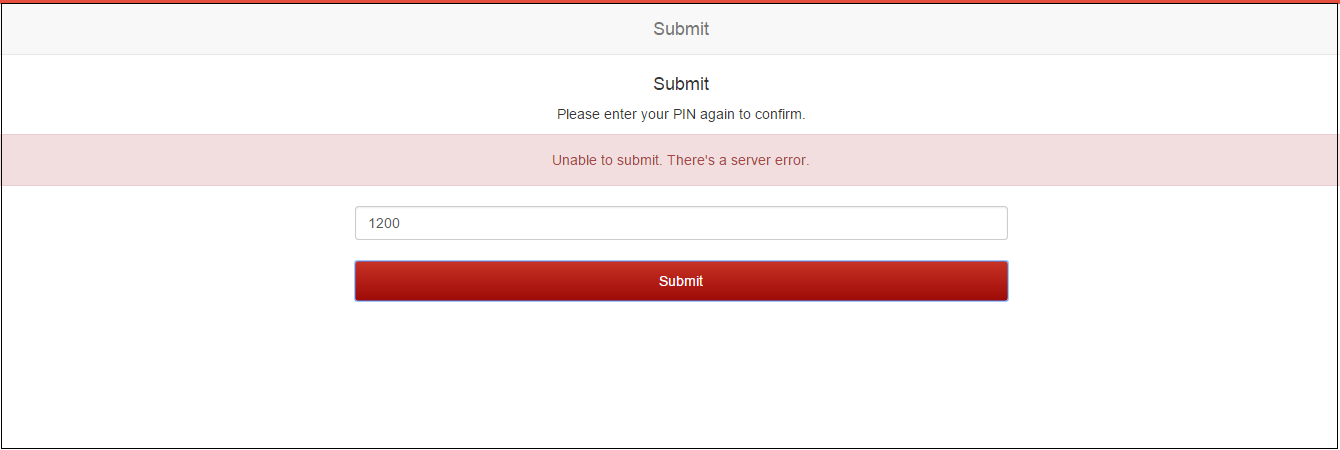 Submit
Submit
Please enter your PIN again to confirm.
Unable to submit. There's a server error.
1200
Submit